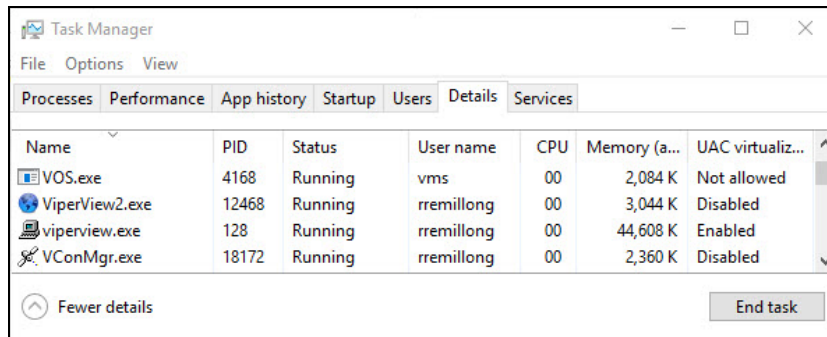 Task Manager
File Options View
Processes Performance App history Startup Users Details Services
Name PID Status User name CPU Memory (a... UAC virtualiz...
VOS.exe 4168 Running vms 00 2,084 K Not allowed
ViperView2.exe 12468 Running rremillong 00 3,044 K Disabled
viperview.exe 128 Running rremillong 00 44,608 K Enabled
VConMgr.exe 18172 Running rremillong 00 2,360 K Disabled
Fewer details End task